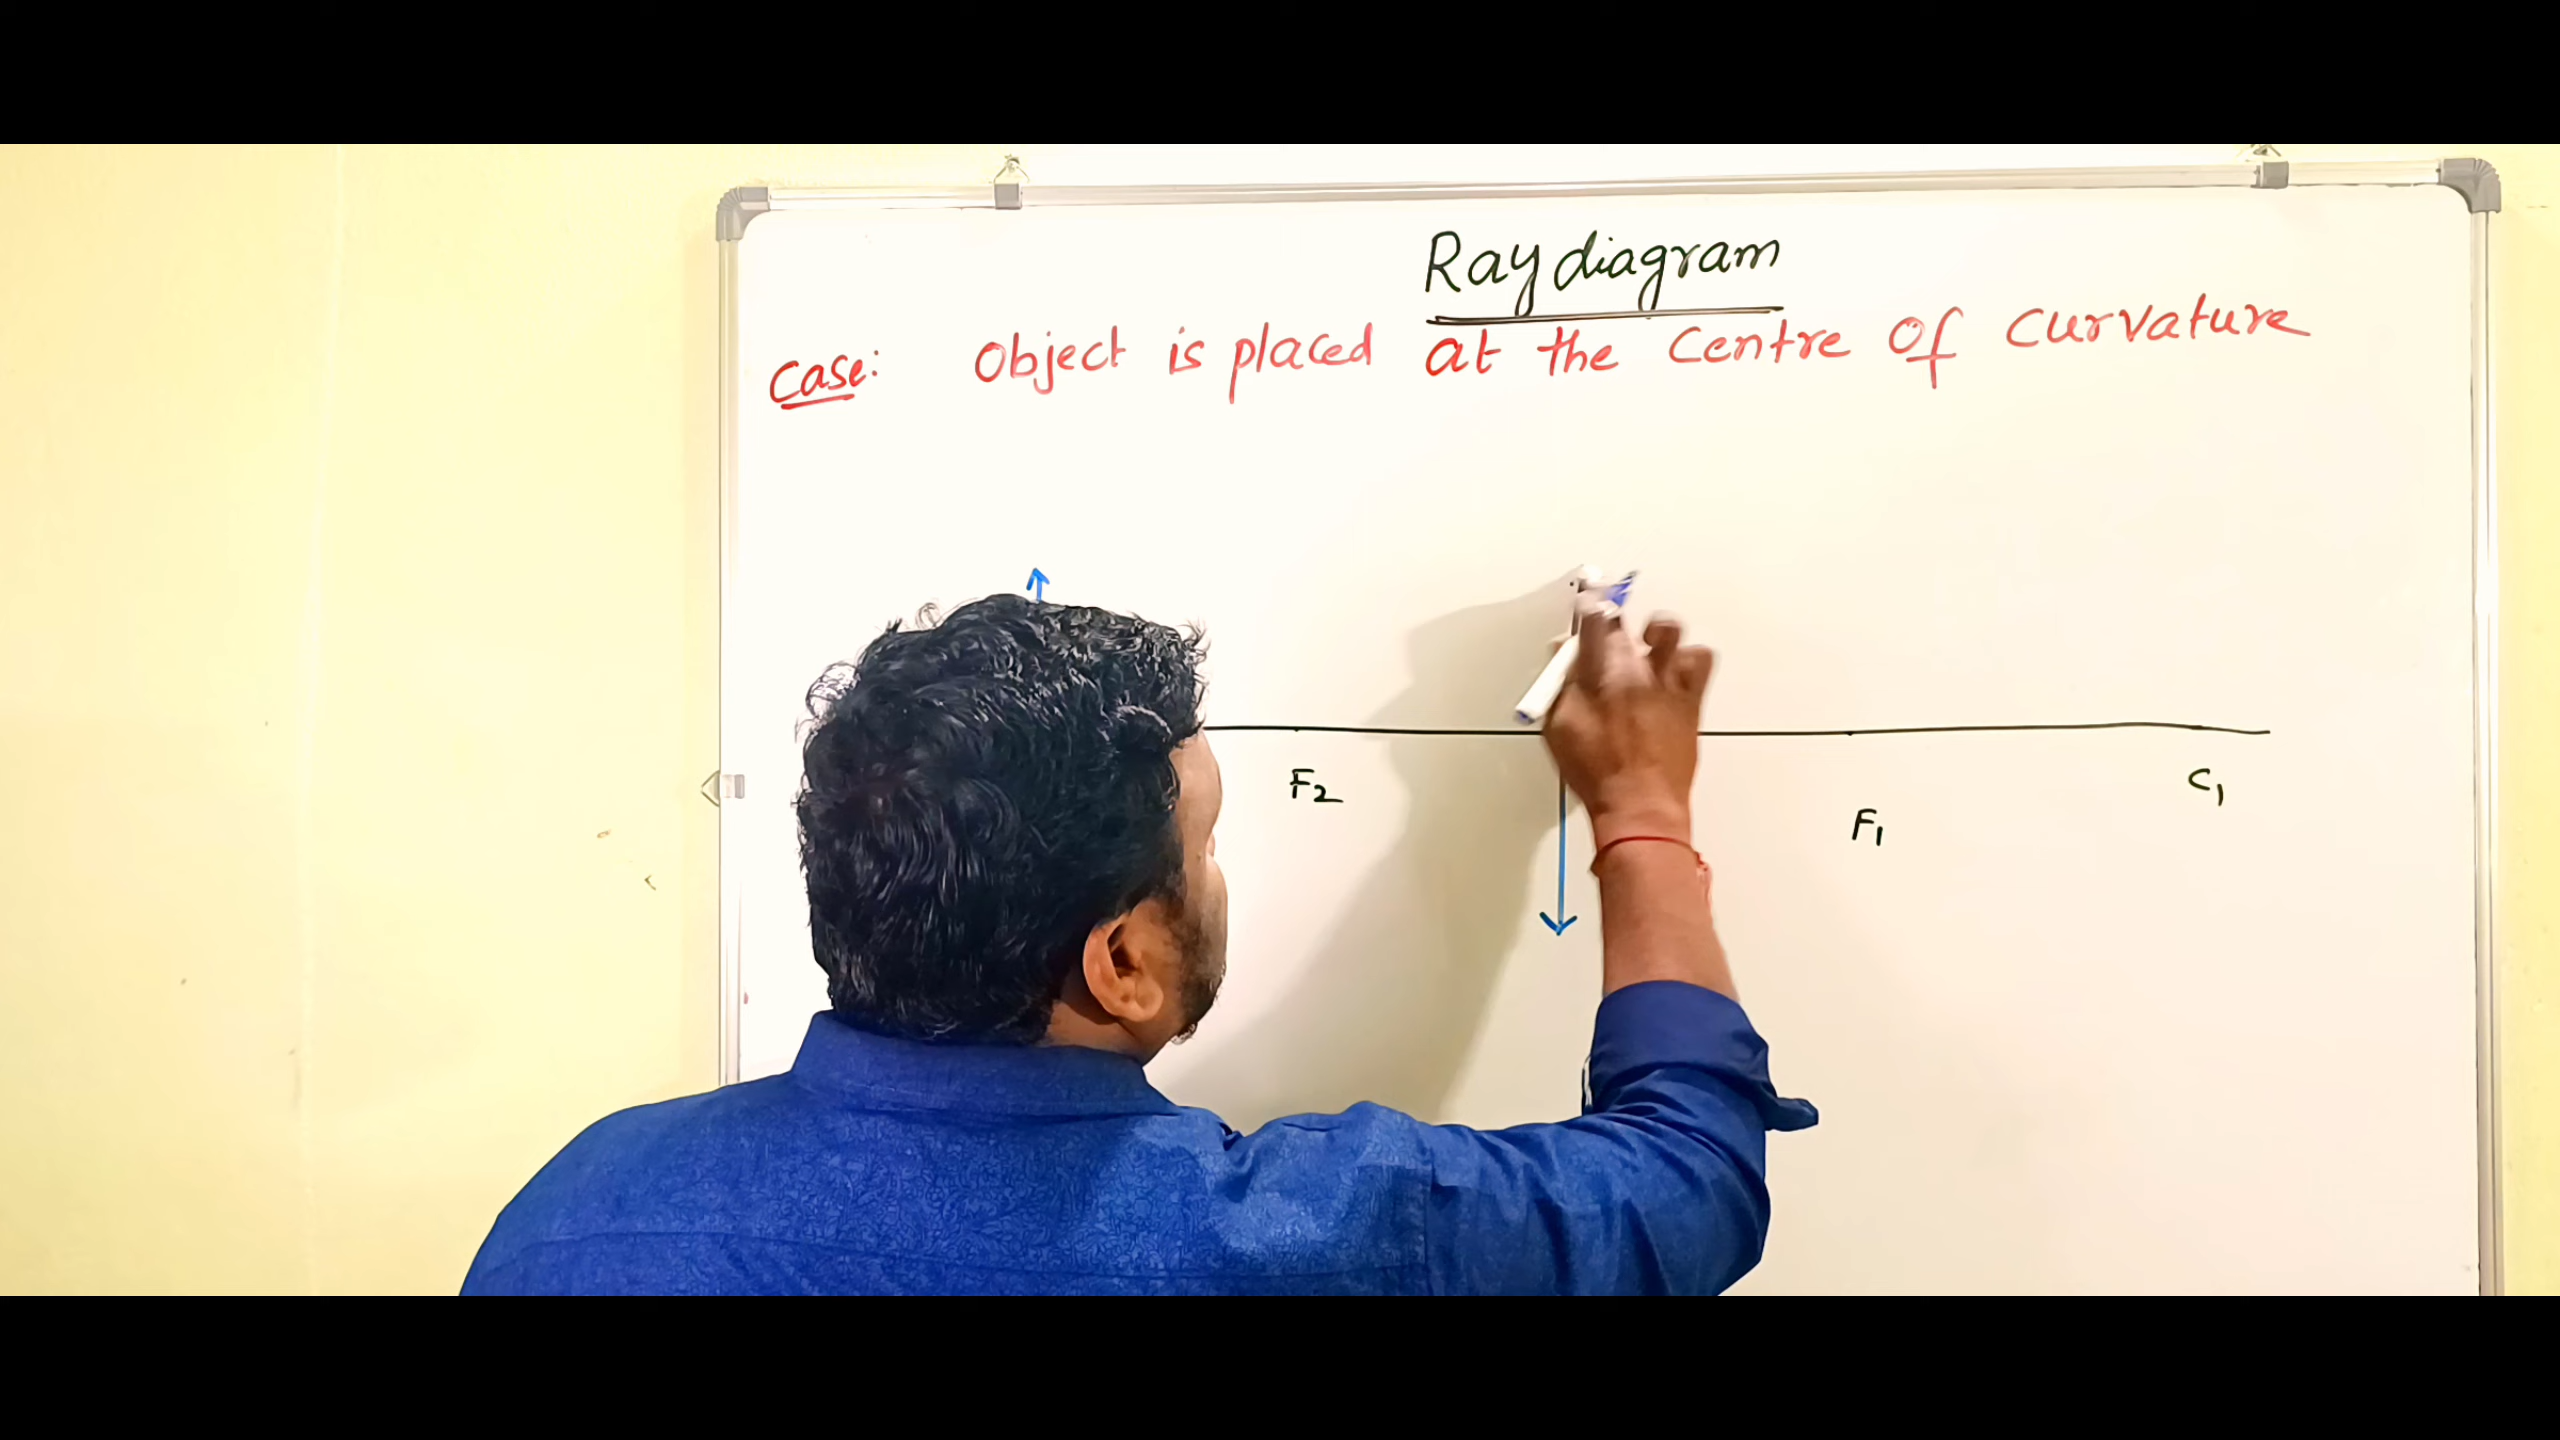 Ray diagram
Case: Object is placed at the Centre of Curvature
F2
C1
F1